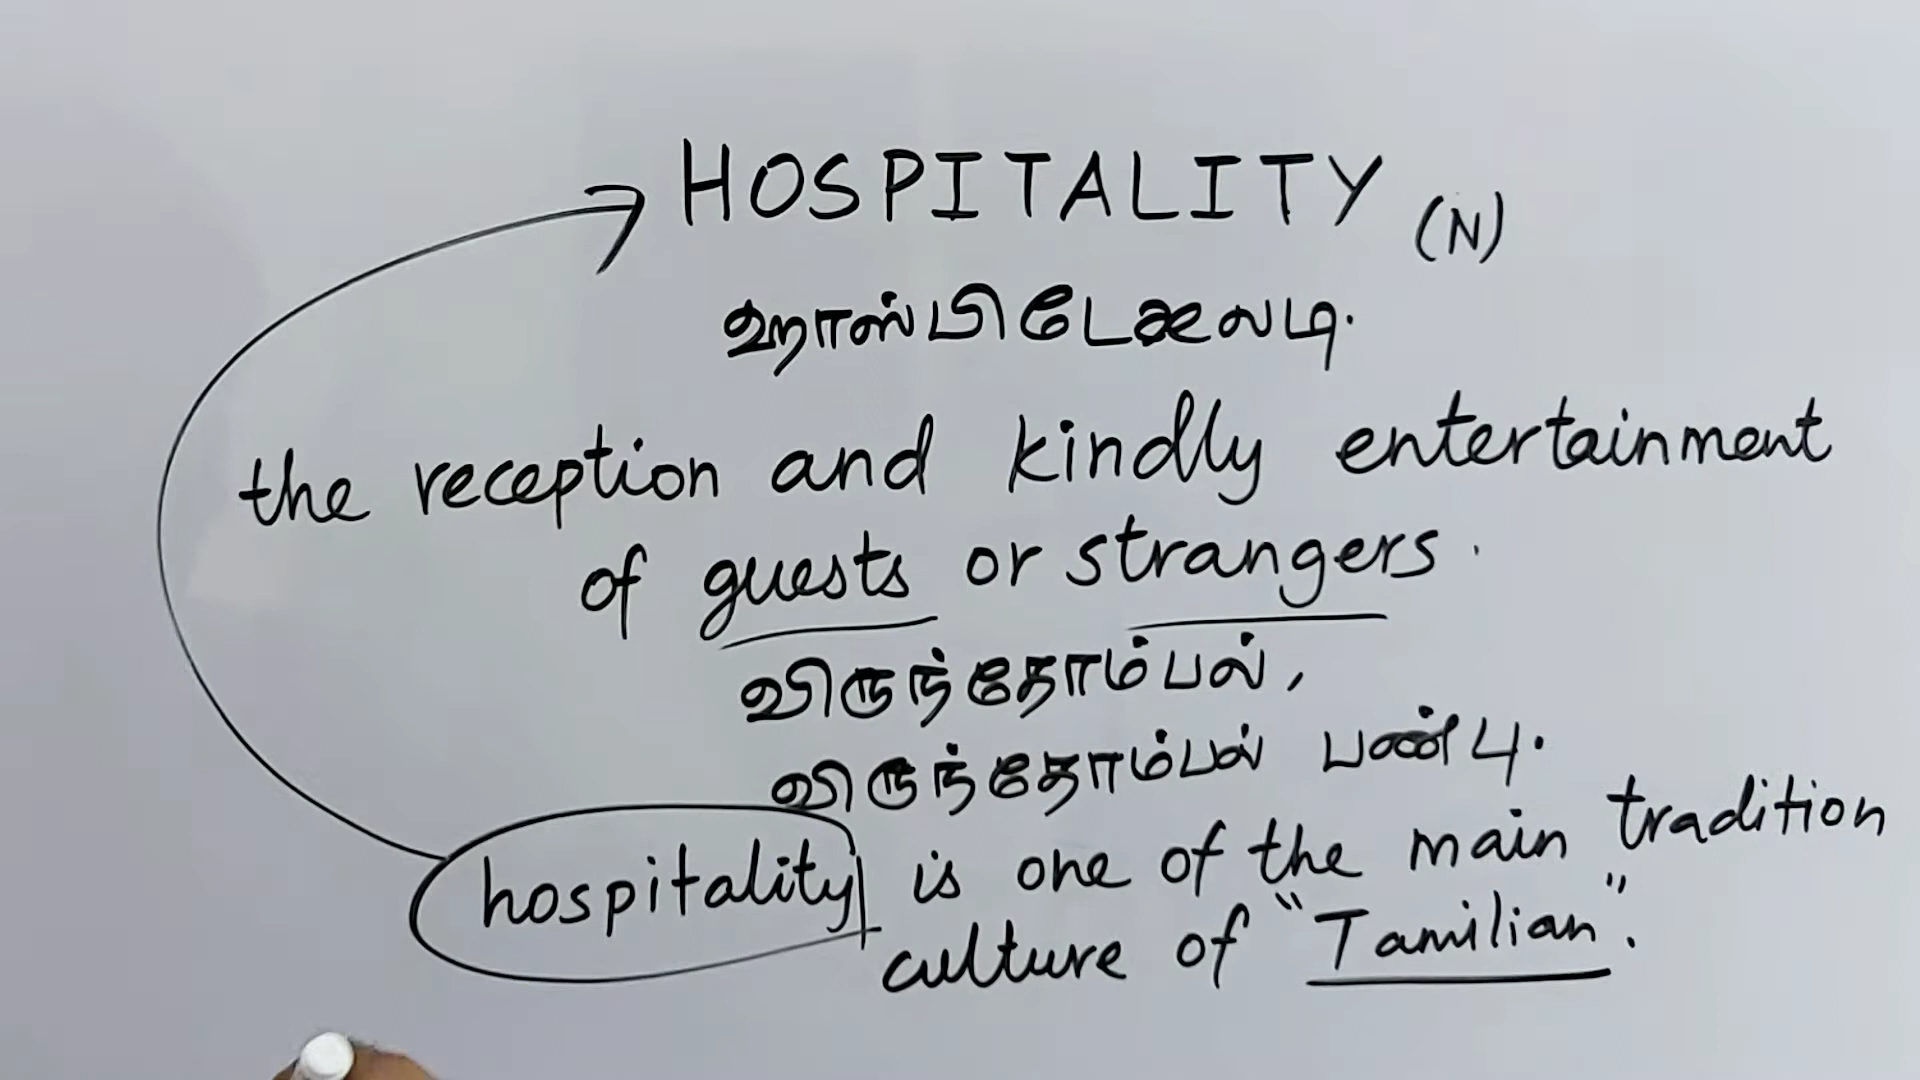 HOSPITALITY (N)
ஹாஸ்பிடேலடி.
the reception and kindly entertainment
of guests or strangers.
விருந்தோம்பல்,
விருந்தோம்பல் பண்பு.
hospitality is one of the main tradition
culture of "Tamilian".